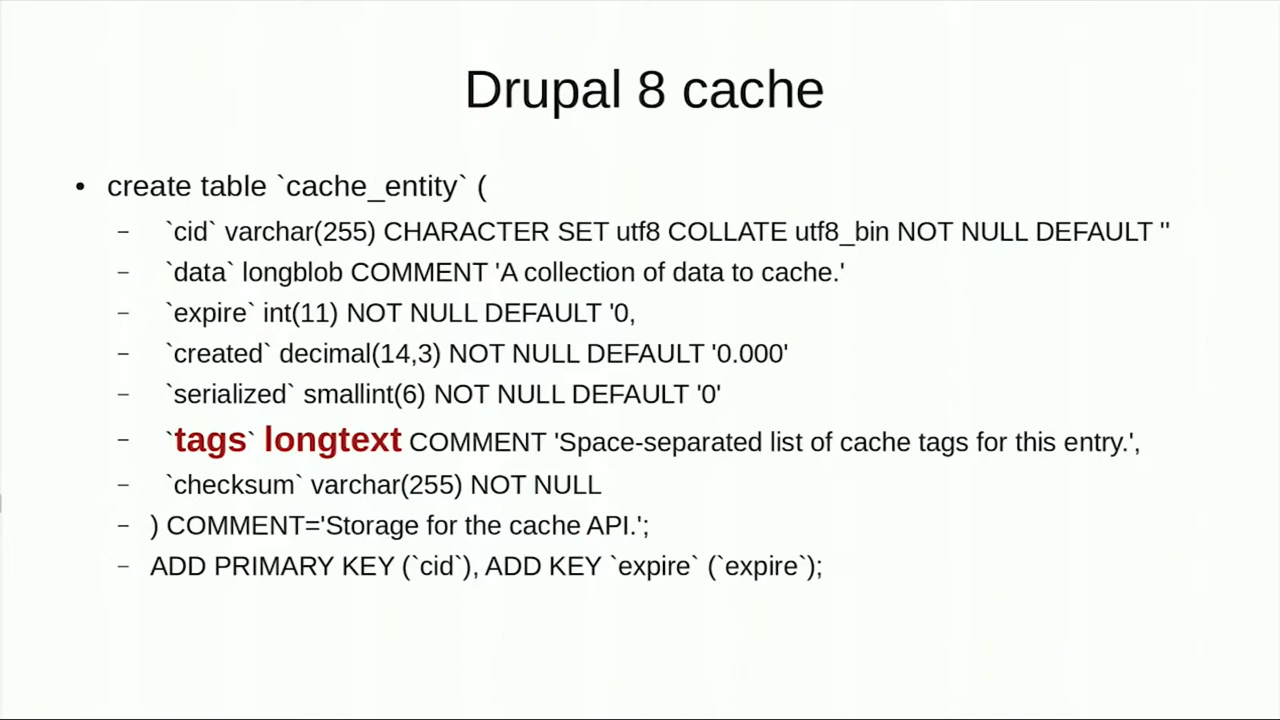 Drupal 8 cache
• create table `cache_entity` (
– `cid` varchar(255) CHARACTER SET utf8 COLLATE utf8_bin NOT NULL DEFAULT ''
– `data` longblob COMMENT 'A collection of data to cache.'
– `expire` int(11) NOT NULL DEFAULT '0,
– `created` decimal(14,3) NOT NULL DEFAULT '0.000'
– `serialized` smallint(6) NOT NULL DEFAULT '0'
– `tags` longtext COMMENT 'Space-separated list of cache tags for this entry.',
– `checksum` varchar(255) NOT NULL
– ) COMMENT='Storage for the cache API.';
– ADD PRIMARY KEY (`cid`), ADD KEY `expire` (`expire`);